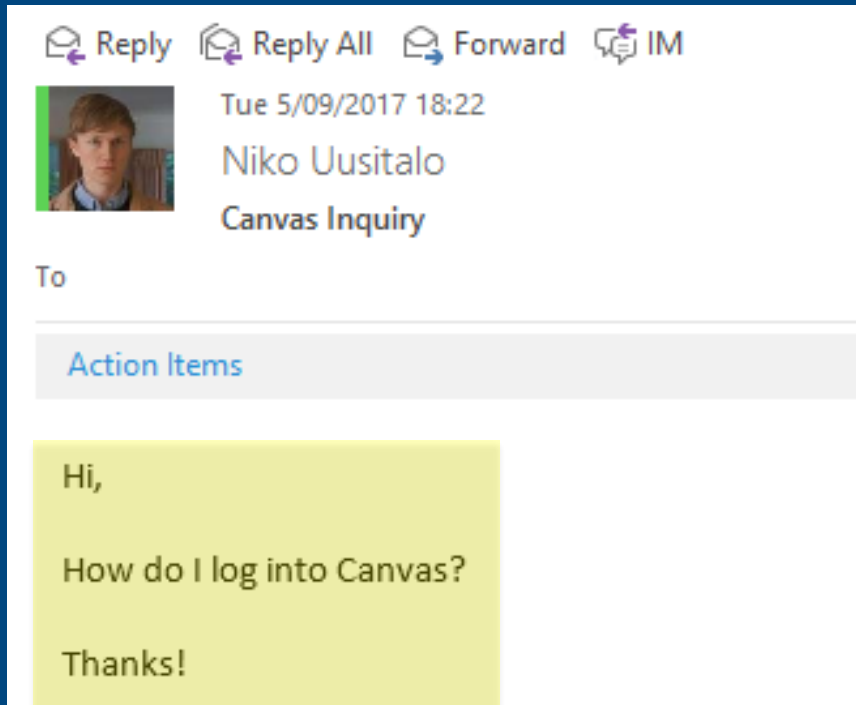 Reply Reply All Forward IM
Tue 5/09/2017 18:22
Niko Uusitalo
Canvas Inquiry
To
Action Items
Hi,
How do I log into Canvas?
Thanks!